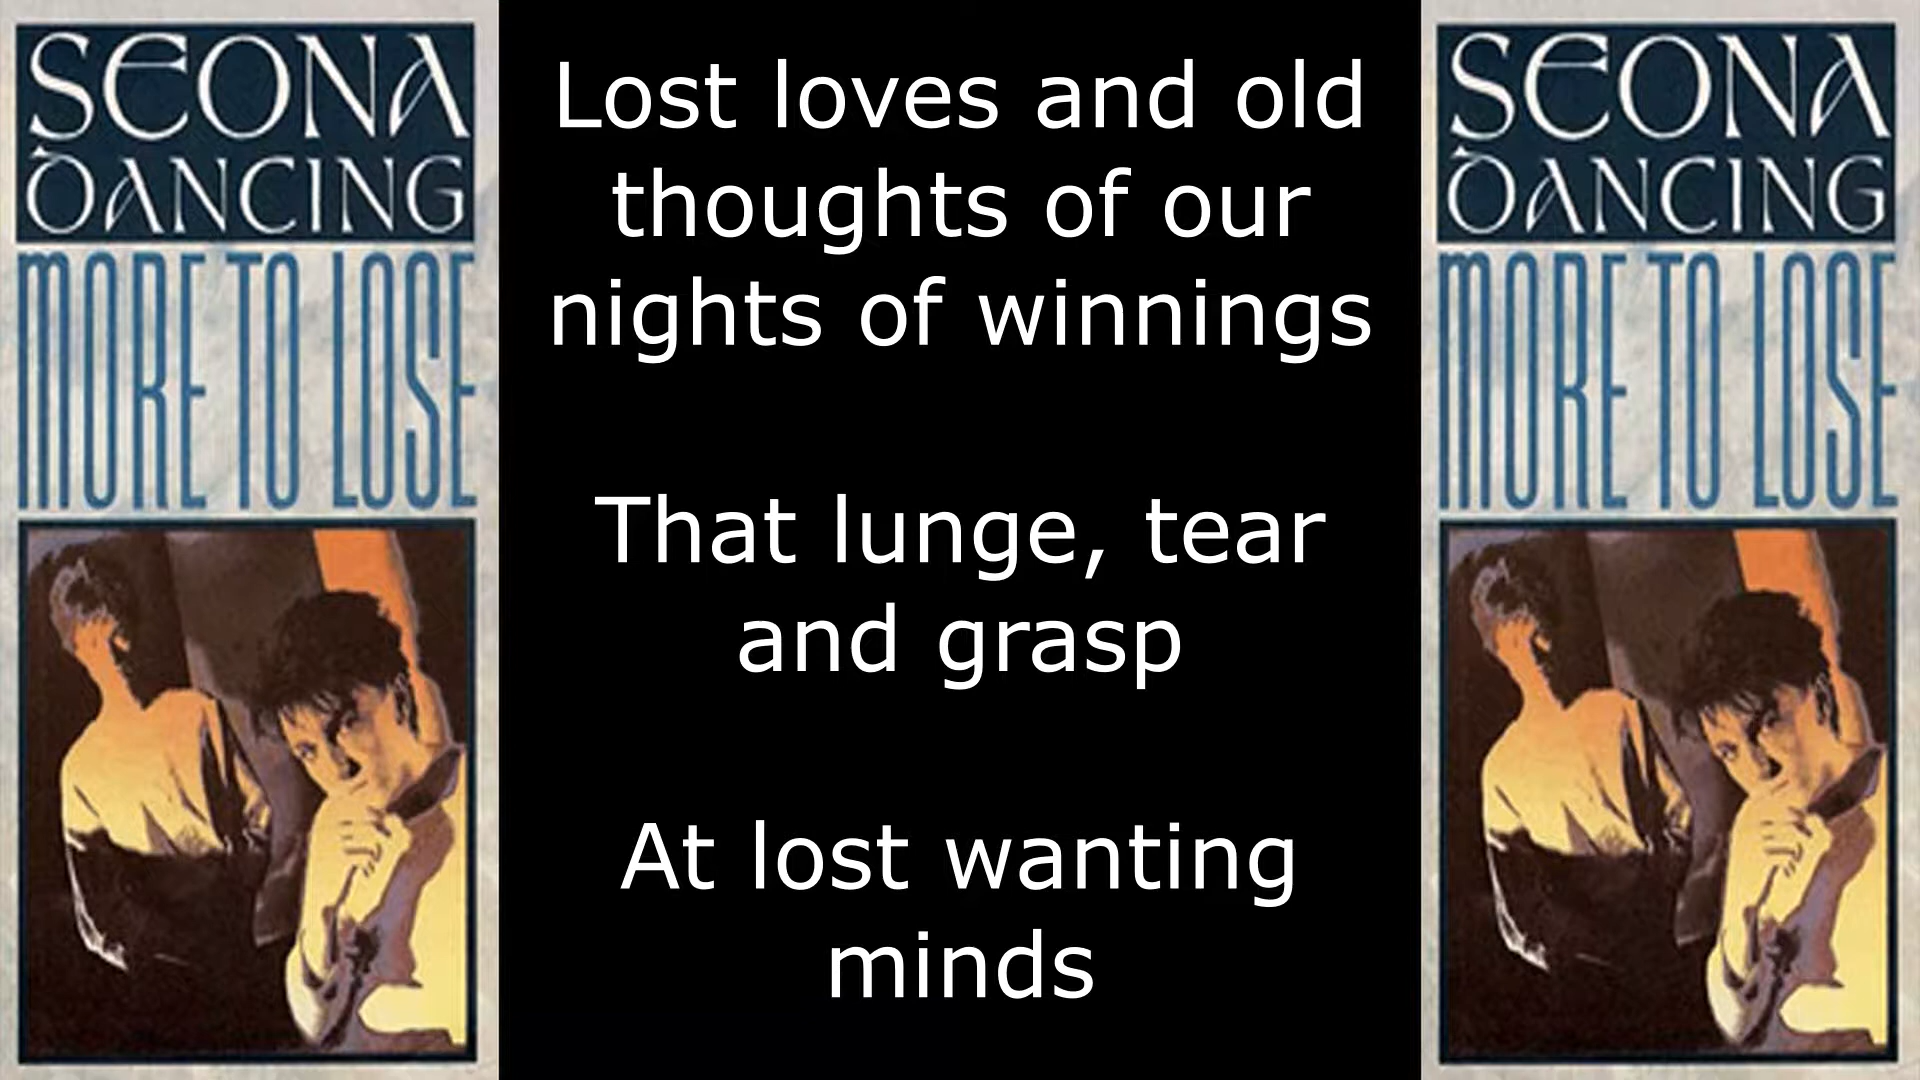 SEONA
DANCING
MORE TO LOSE
Lost loves and old
thoughts of our
nights of winnings
That lunge, tear
and grasp
At lost wanting
minds
SEONA
DANCING
MORE TO LOSE